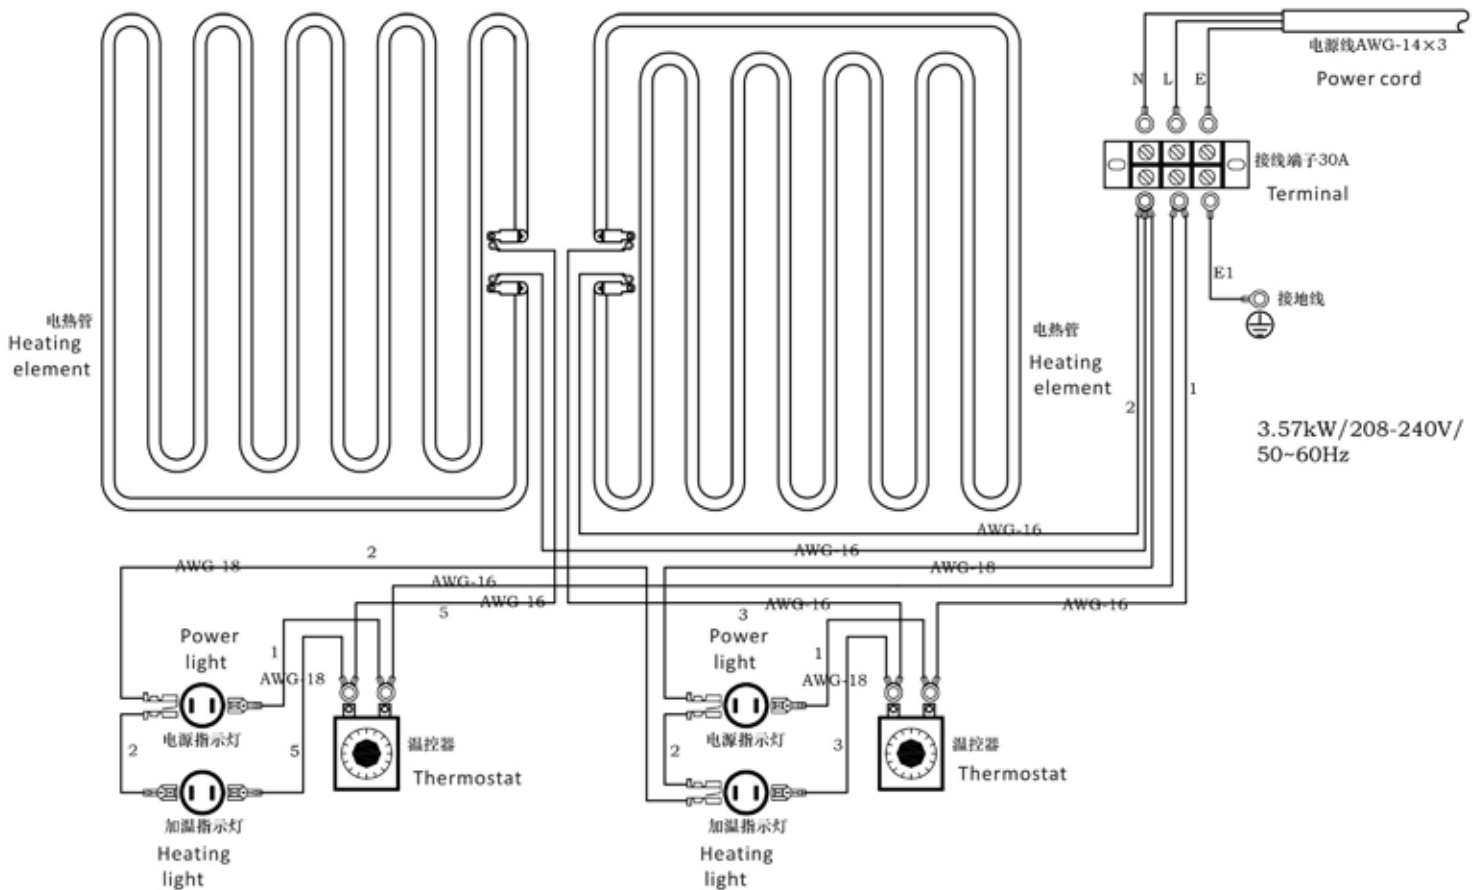 电源线AWG-14×3
Power cord
N L E
接线端子30A
Terminal
E1
接地线
电热管
Heating
element
电热管
Heating
element
2
1
3.57kW/208-240V/
50~60Hz
AWG-16
AWG-16
2
AWG-18
AWG-18
AWG-16
AWG-16
AWG-16
AWG-16
5
3
Power
light
1
AWG-18
Power
light
1
AWG-18
电源指示灯
2
5
温控器
Thermostat
电源指示灯
2
3
温控器
Thermostat
加温指示灯
Heating
light
加温指示灯
Heating
light